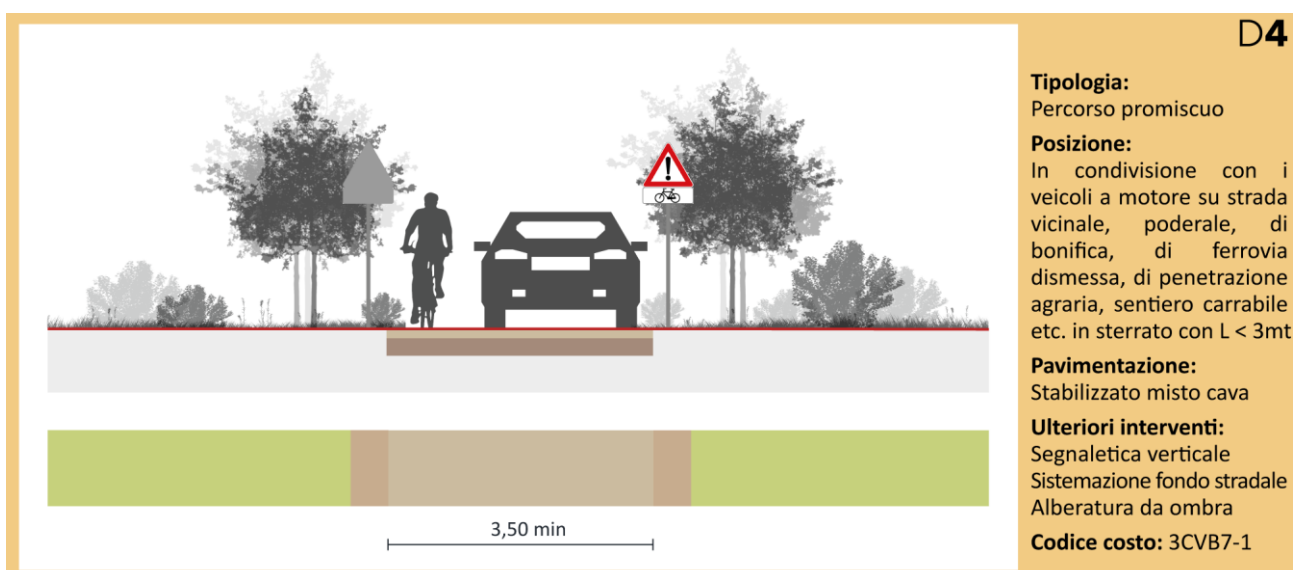 D4
Tipologia:
Percorso promiscuo
Posizione:
In condivisione con i
veicoli a motore su strada
vicinale, poderale, di
bonifica, di ferrovia
dismessa, di penetrazione
agraria, sentiero carrabile
etc. in sterrato con L < 3mt
Pavimentazione:
Stabilizzato misto cava
Ulteriori interventi:
Segnaletica verticale
Sistemazione fondo stradale
Alberatura da ombra
Codice costo: 3CVB7-1
!
3,50 min